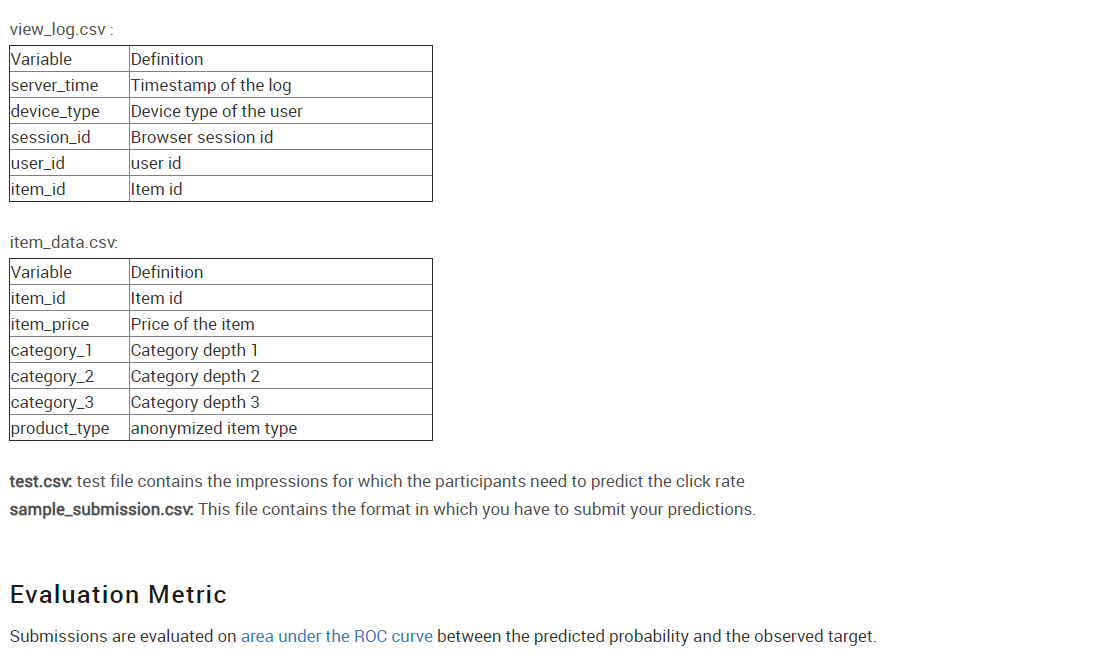 view_log.csv :
Variable Definition
server_time Timestamp of the log
device_type Device type of the user
session_id Browser session id
user_id user id
item_id Item id
item_data.csv:
Variable Definition
item_id Item id
item_price Price of the item
category_1 Category depth 1
category_2 Category depth 2
category_3 Category depth 3
product_type anonymized item type
test.csv: test file contains the impressions for which the participants need to predict the click rate
sample_submission.csv: This file contains the format in which you have to submit your predictions.
Evaluation Metric
Submissions are evaluated on area under the ROC curve between the predicted probability and the observed target.